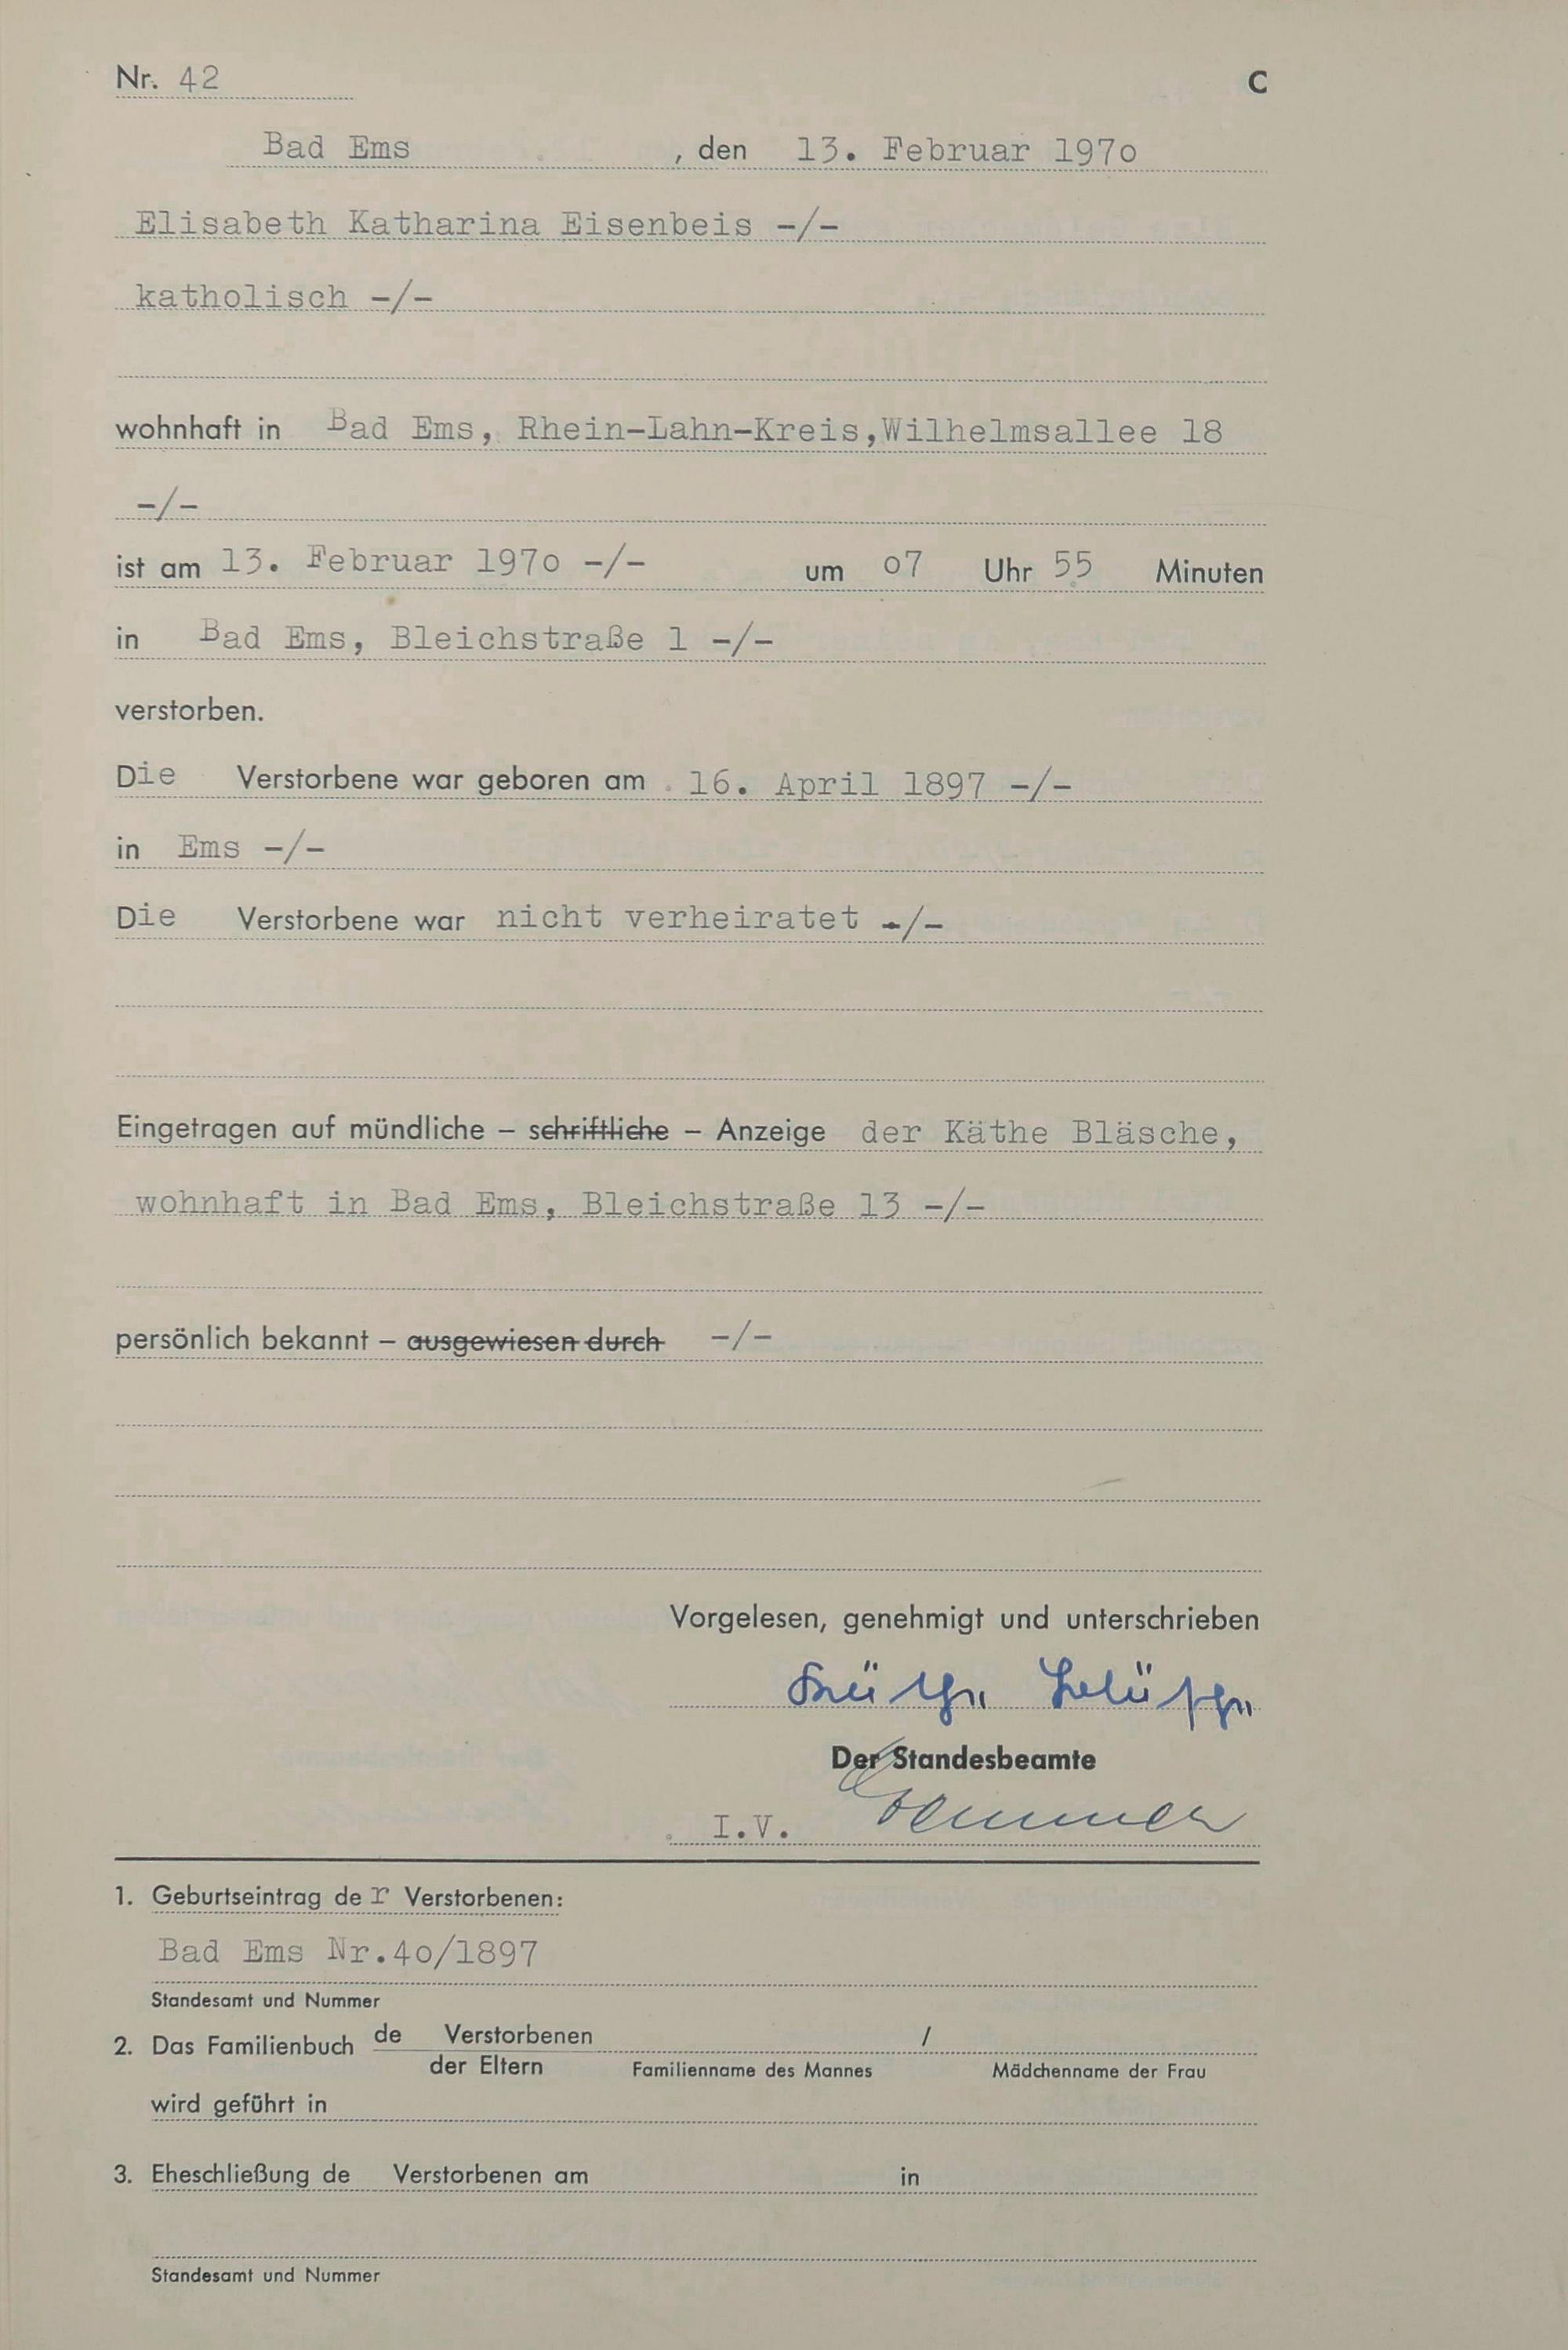 Nr. 42 C
Bad Ems , den 13. Februar 1970
Elisabeth Katharina Eisenbeis -/-
katholisch -/-
wohnhaft in Bad Ems, Rhein-Lahn-Kreis,Wilhelmsallee 18
-/-
ist am 13. Februar 1970 -/- um 07 Uhr 55 Minuten
in Bad Ems, Bleichstraße 1 -/-
verstorben.
Die Verstorbene war geboren am 16. April 1897 -/-
in Ems -/-
Die Verstorbene war nicht verheiratet -/-
Eingetragen auf mündliche – schriftliche – Anzeige der Käthe Bläsche,
wohnhaft in Bad Ems, Bleichstraße 13 -/-
persönlich bekannt – ausgewiesen durch -/-
Vorgelesen, genehmigt und unterschrieben
Käthe Bläsche
Der Standesbeamte
I.V.
1. Geburtseintrag der Verstorbenen:
Bad Ems Nr.40/1897
Standesamt und Nummer
2. Das Familienbuch de Verstorbenen /
der Eltern Familienname des Mannes Mädchenname der Frau
wird geführt in
3. Eheschließung de Verstorbenen am in
Standesamt und Nummer